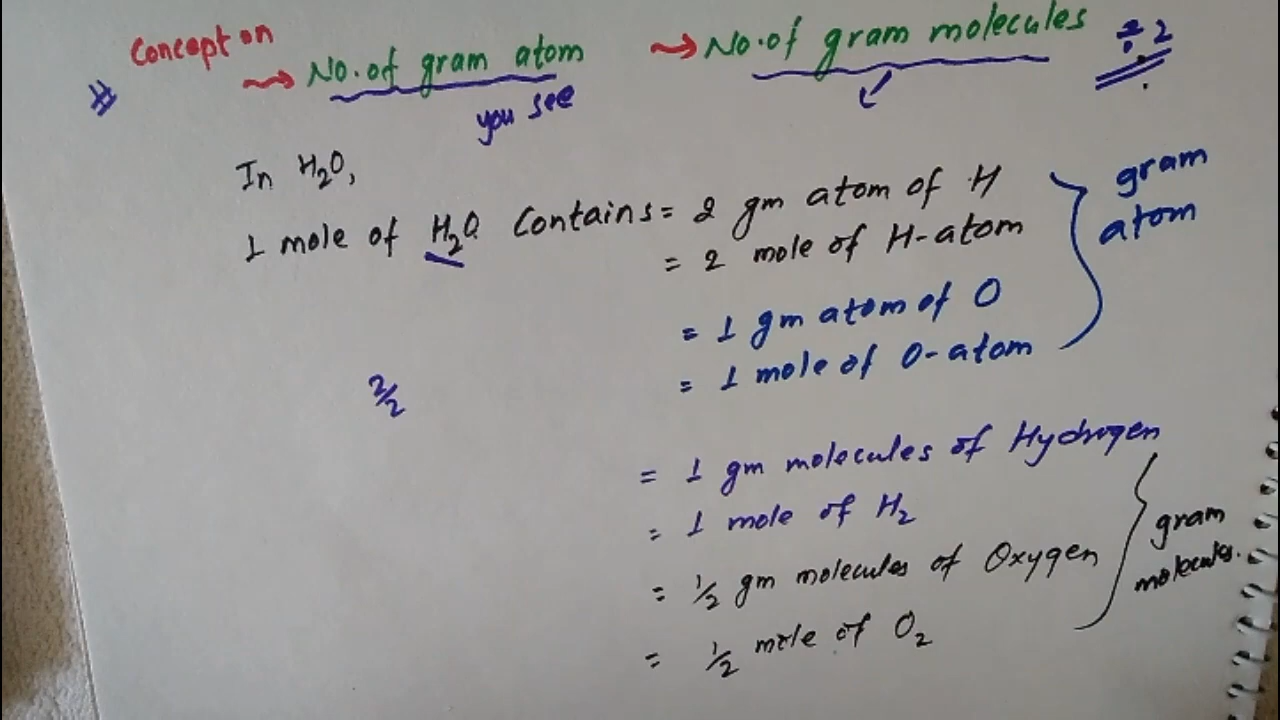 Concept on
→ No. of gram atom → No. of gram molecules ÷ 2
you see
In H₂O,
1 mole of H₂O Contains = 2 gm atom of H
= 2 mole of H-atom
= 1 gm atom of O
= 1 mole of O-atom
gram
atom
2/2
= 1 gm molecules of Hydrogen
= 1 mole of H₂
= 1/2 gm molecules of Oxygen
= 1/2 mole of O₂
gram
molecules.